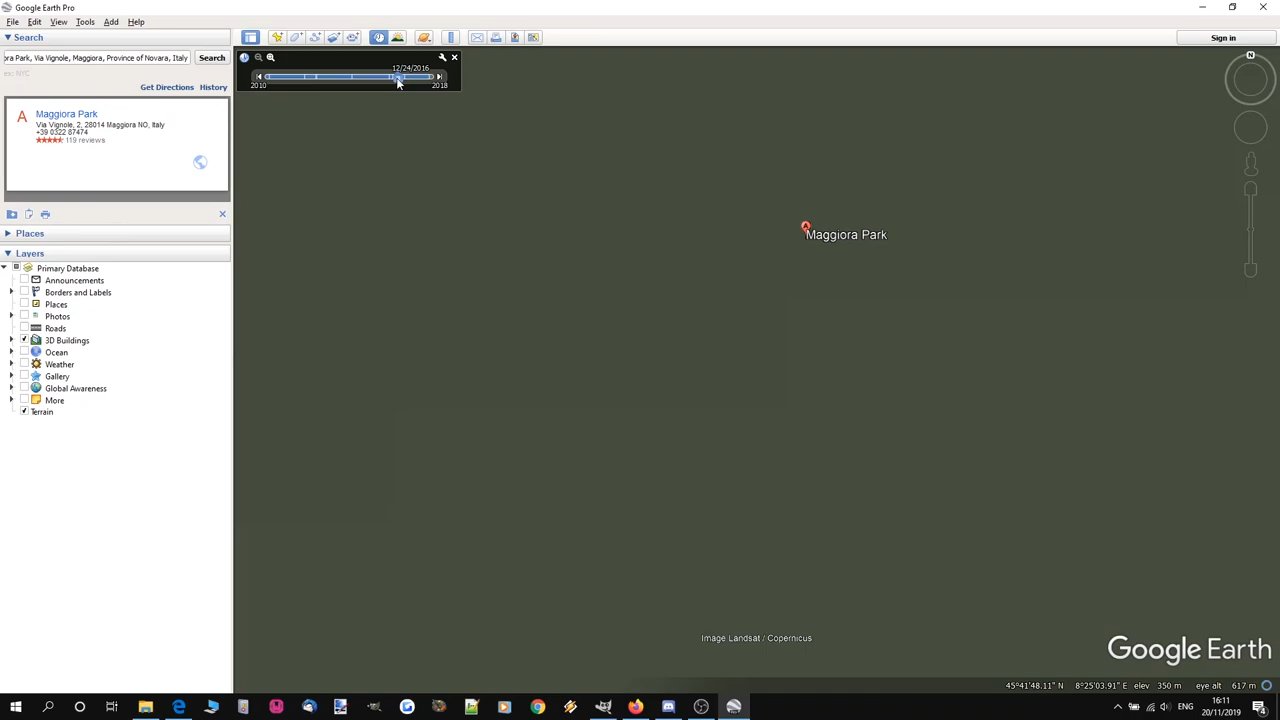 Google Earth Pro
File Edit View Tools Add Help
Search
ora Park, Via Vignole, Maggiora, Province of Novara, Italy Search
es: NYC
Get Directions History
A Maggiora Park
Via Vignole, 2, 28014 Maggiora NO, Italy
+39 0322 87474
119 reviews
Places
Layers
Primary Database
Announcements
Borders and Labels
Places
Photos
Roads
3D Buildings
Ocean
Weather
Gallery
Global Awareness
More
Terrain
Sign in
12/24/2016
2010 2018
N
Maggiora Park
Image Landsat / Copernicus
Google Earth
45°41'48.11" N 8°25'03.91" E elev 350 m eye alt 617 m
ENG
16:11
20/11/2019
4